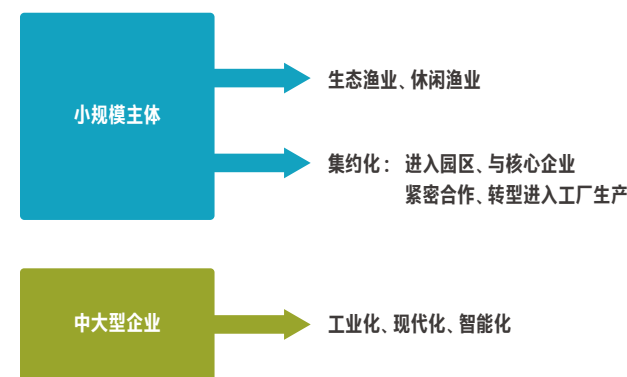 小规模主体
生态渔业、休闲渔业
集约化：进入园区、与核心企业
紧密合作、转型进入工厂生产
中大型企业
工业化、现代化、智能化